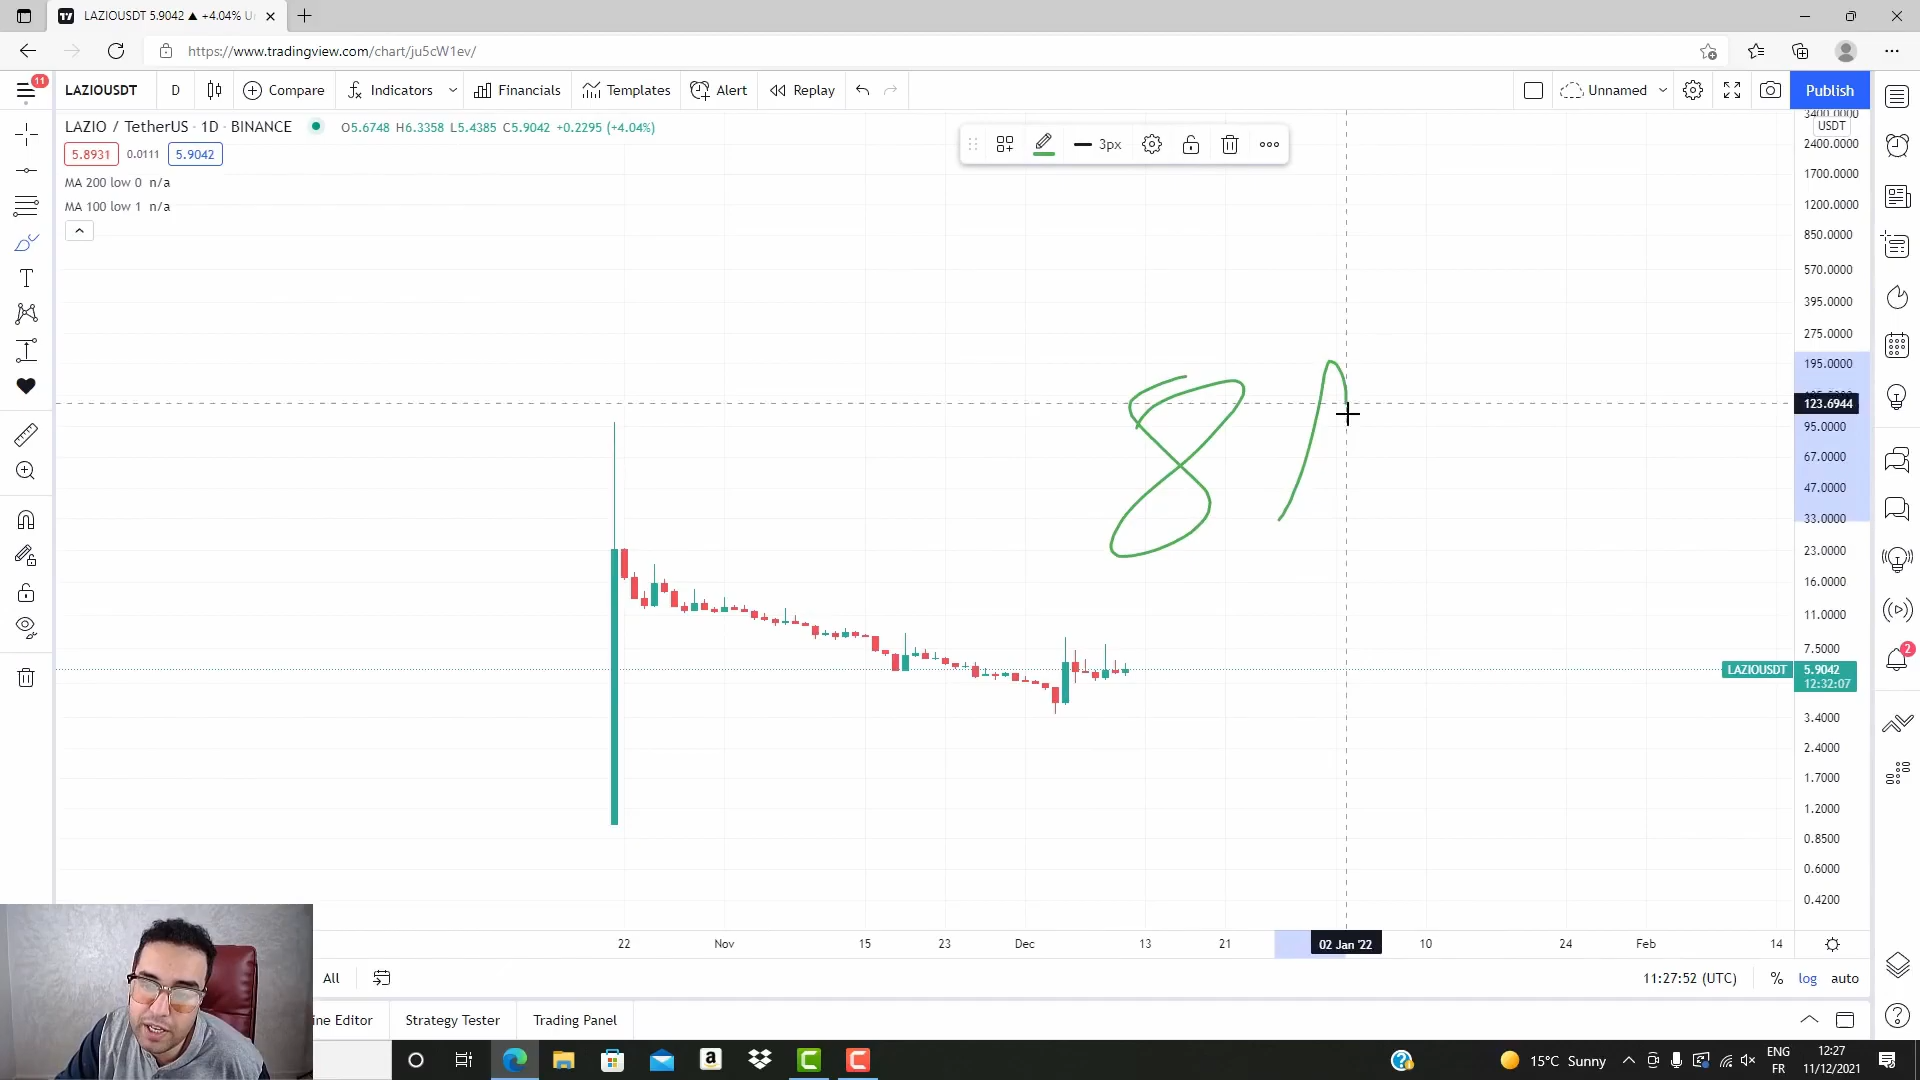 LAZIOUSDT 5.9042 ▲ +4.04% U
https://www.tradingview.com/chart/ju5cW1ev/
11
LAZIOUSDT D Compare Indicators Financials Templates Alert Replay Unnamed Publish
LAZIO / TetherUS · 1D · BINANCE O5.6748 H6.3358 L5.4385 C5.9042 +0.2295 (+4.04%)
5.8931 0.0111 5.9042
MA 200 low 0 n/a
MA 100 low 1 n/a
3px
3400.0000
USDT
2400.0000
1700.0000
1200.0000
850.0000
570.0000
395.0000
275.0000
195.0000
123.6944
95.0000
67.0000
47.0000
33.0000
23.0000
16.0000
11.0000
7.5000
LAZIOUSDT 5.9042
12:32:07
3.4000
2.4000
1.7000
1.2000
0.8500
0.6000
0.4200
8
2
22 Nov 15 23 Dec 13 21 02 Jan '22 10 24 Feb 14
All 11:27:52 (UTC) % log auto
ine Editor Strategy Tester Trading Panel
15°C Sunny ENG 12:27
FR 11/12/2021